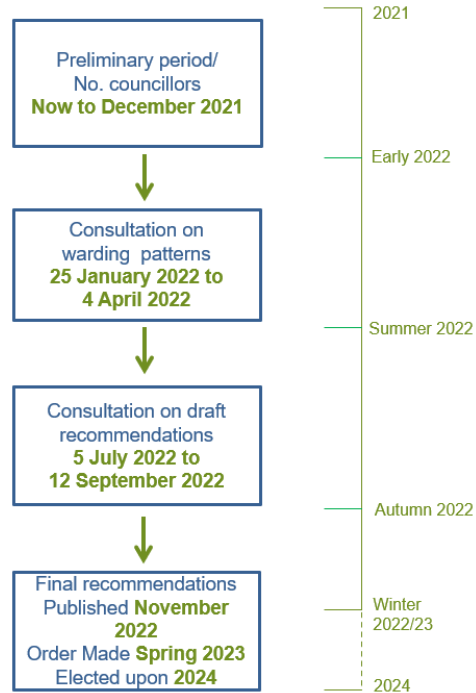 Preliminary period/
No. councillors
Now to December 2021
Consultation on
warding patterns
25 January 2022 to
4 April 2022
Consultation on draft
recommendations
5 July 2022 to
12 September 2022
Final recommendations
Published November
2022
Order Made Spring 2023
Elected upon 2024
2021
Early 2022
Summer 2022
Autumn 2022
Winter
2022/23
2024